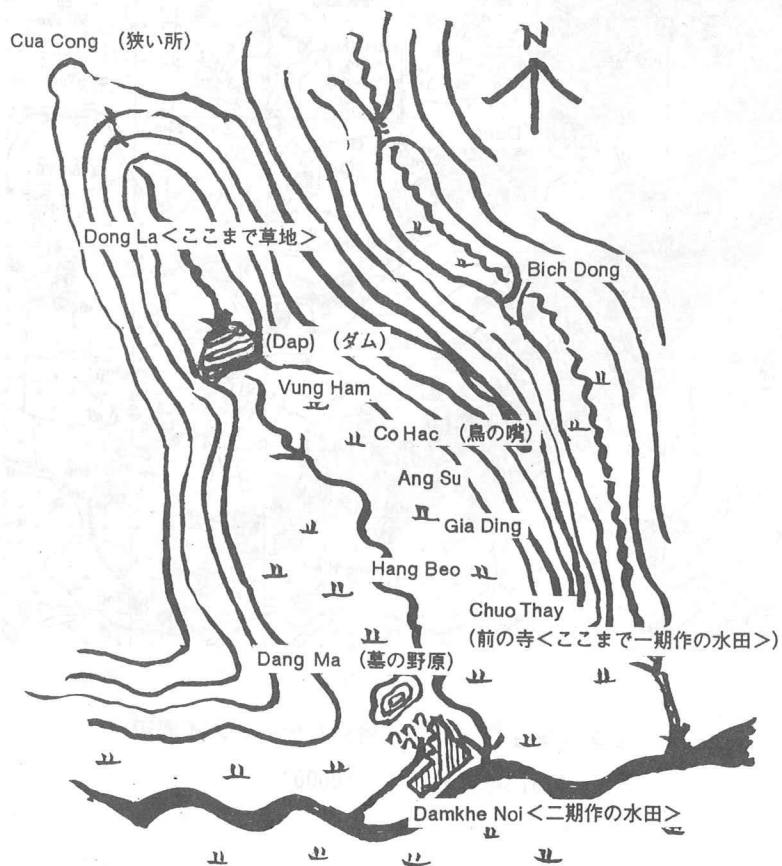 Cua Cong （狭い所）
N
Dong La＜ここまで草地＞
Bich Dong
(Dap) （ダム）
Vung Ham
Co Hac （鳥の嘴）
Ang Su
Gia Ding
Hang Beo
Chuo Thay
(前の寺＜ここまで一期作の水田＞)
Dang Ma （墓の野原）
Damkhe Noi＜二期作の水田＞